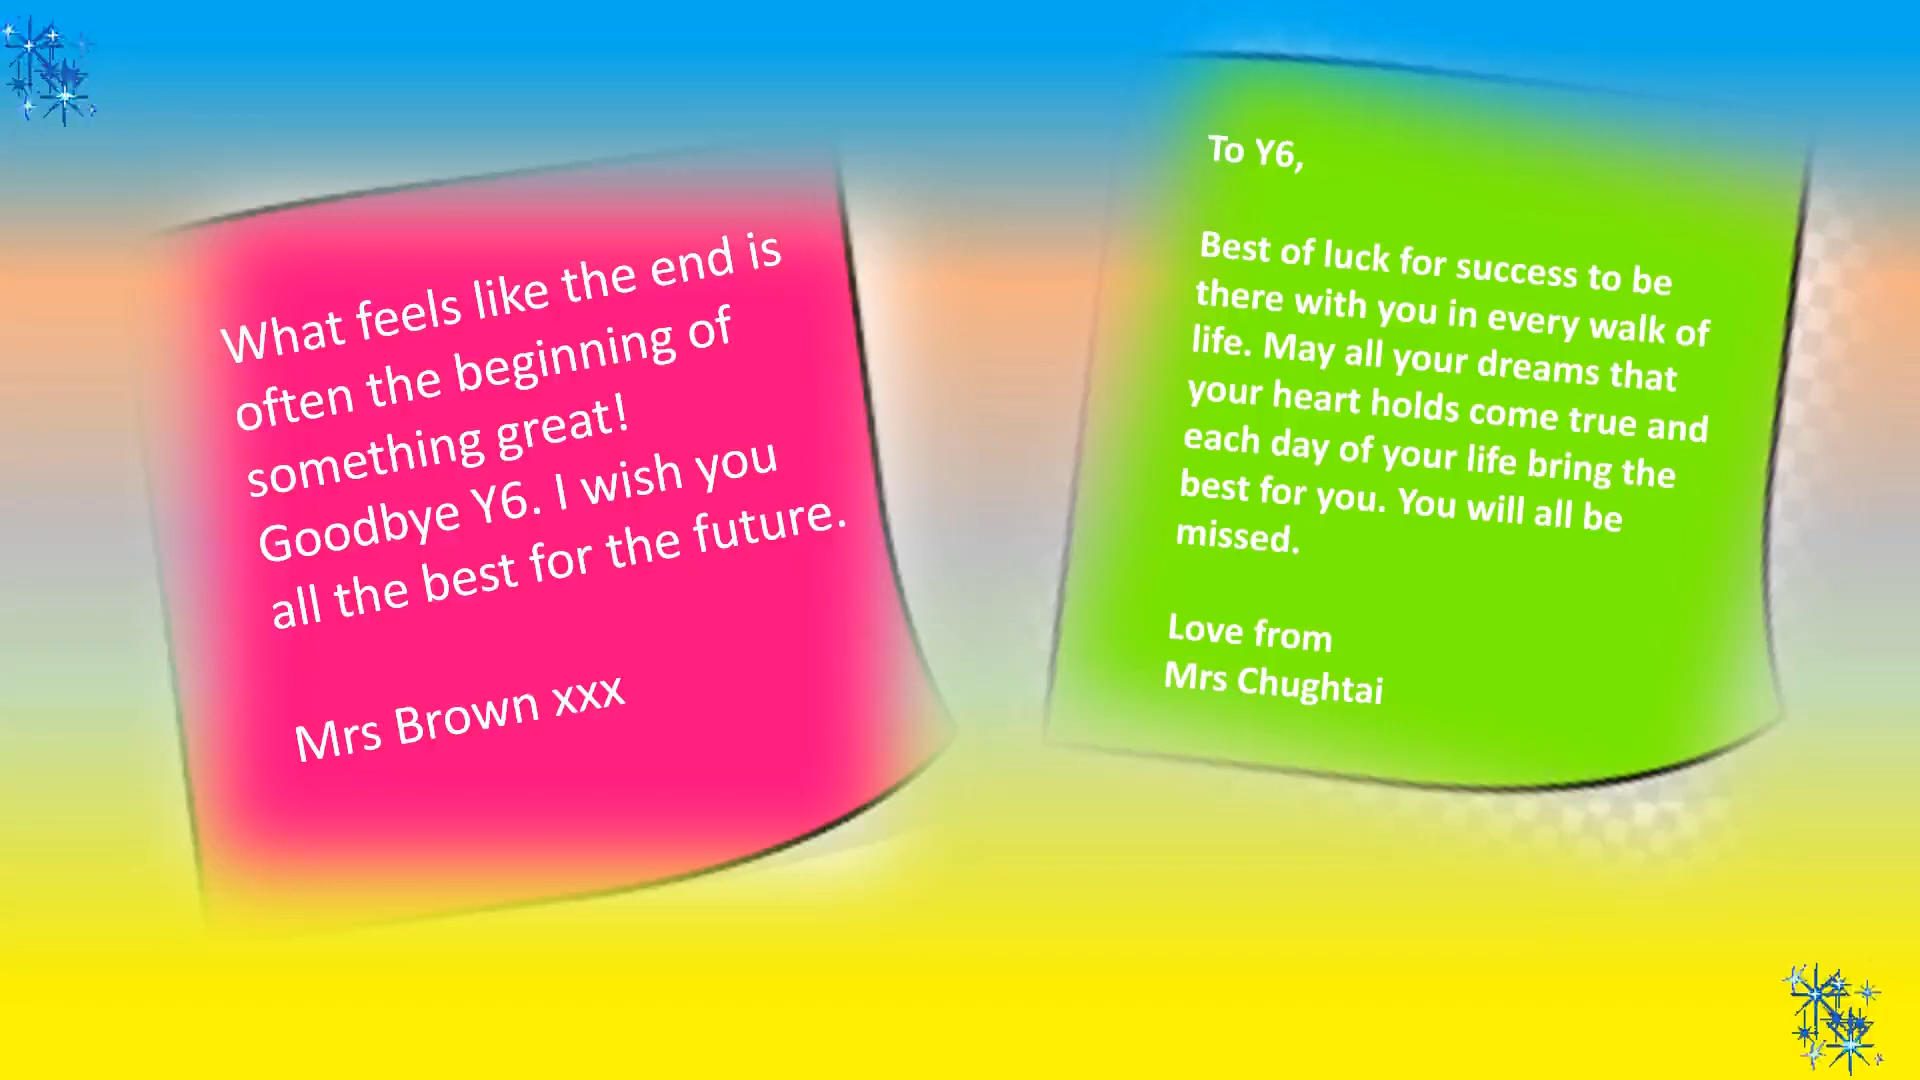 What feels like the end is
often the beginning of
something great!
Goodbye Y6. I wish you
all the best for the future.
Mrs Brown xxx
To Y6,
Best of luck for success to be
there with you in every walk of
life. May all your dreams that
your heart holds come true and
each day of your life bring the
best for you. You will all be
missed.
Love from
Mrs Chughtai